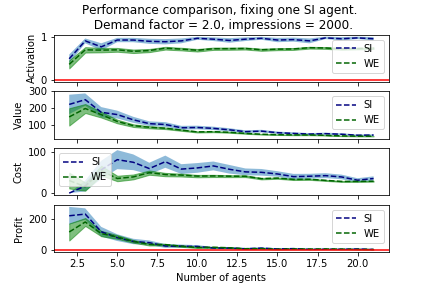 Performance comparison, fixing one SI agent.
Demand factor = 2.0, impressions = 2000.
Activation
1
0
SI
WE
Value
300
200
100
SI
WE
Cost
100
0
SI
WE
Profit
200
0
SI
WE
2.5 5.0 7.5 10.0 12.5 15.0 17.5 20.0
Number of agents